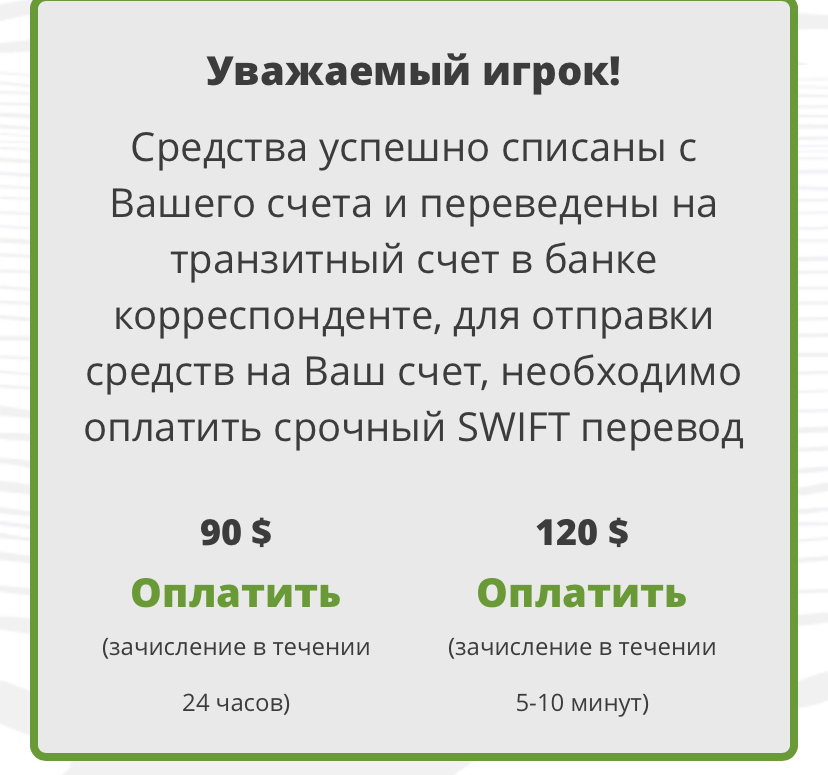 Уважаемый игрок!
Средства успешно списаны с
Вашего счета и переведены на
транзитный счет в банке
корреспонденте, для отправки
средств на Ваш счет, необходимо
оплатить срочный SWIFT перевод
90 $
Оплатить
(зачисление в течении
24 часов)
120 $
Оплатить
(зачисление в течении
5-10 минут)